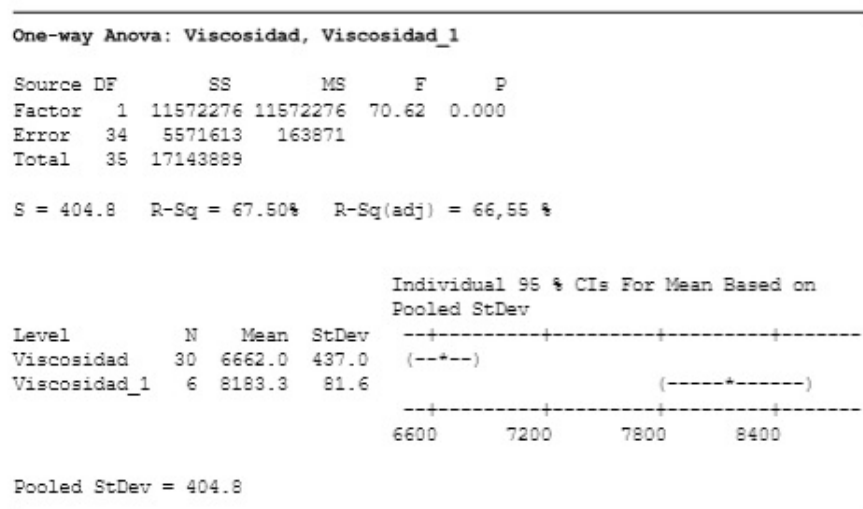 One-way Anova: Viscosidad, Viscosidad_1
Source DF SS MS F P
Factor 1 11572276 11572276 70.62 0.000
Error 34 5571613 163871
Total 35 17143889
S = 404.8 R-Sq = 67.50% R-Sq(adj) = 66,55 %
Individual 95 % CIs For Mean Based on
Pooled StDev
Level N Mean StDev --+---------+---------+---------+-------
Viscosidad 30 6662.0 437.0 (--*--)
Viscosidad_1 6 8183.3 81.6 (-----*------)
--+---------+---------+---------+-------
6600 7200 7800 8400
Pooled StDev = 404.8